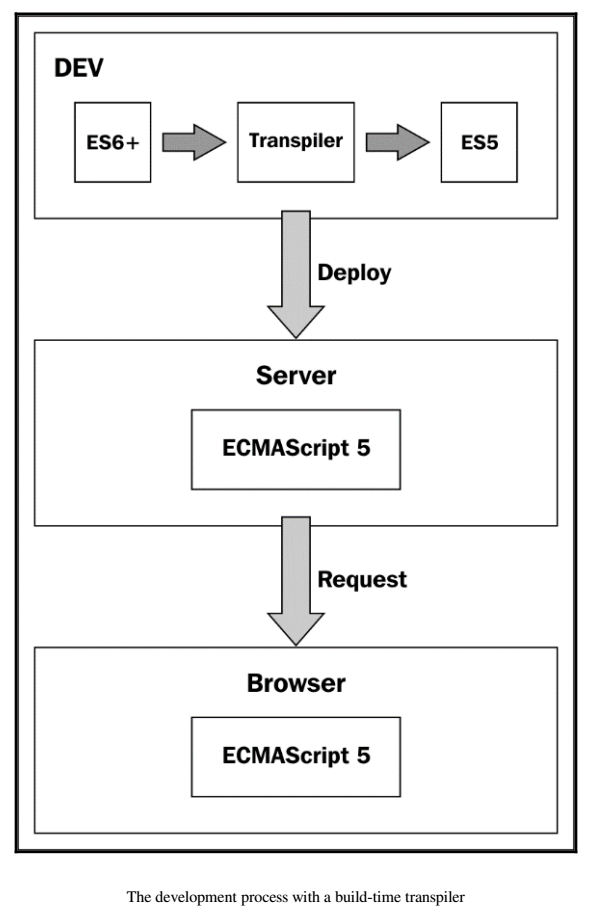 DEV
ES6+
Transpiler
ES5
Deploy
Server
ECMAScript 5
Request
Browser
ECMAScript 5
The development process with a build-time transpiler